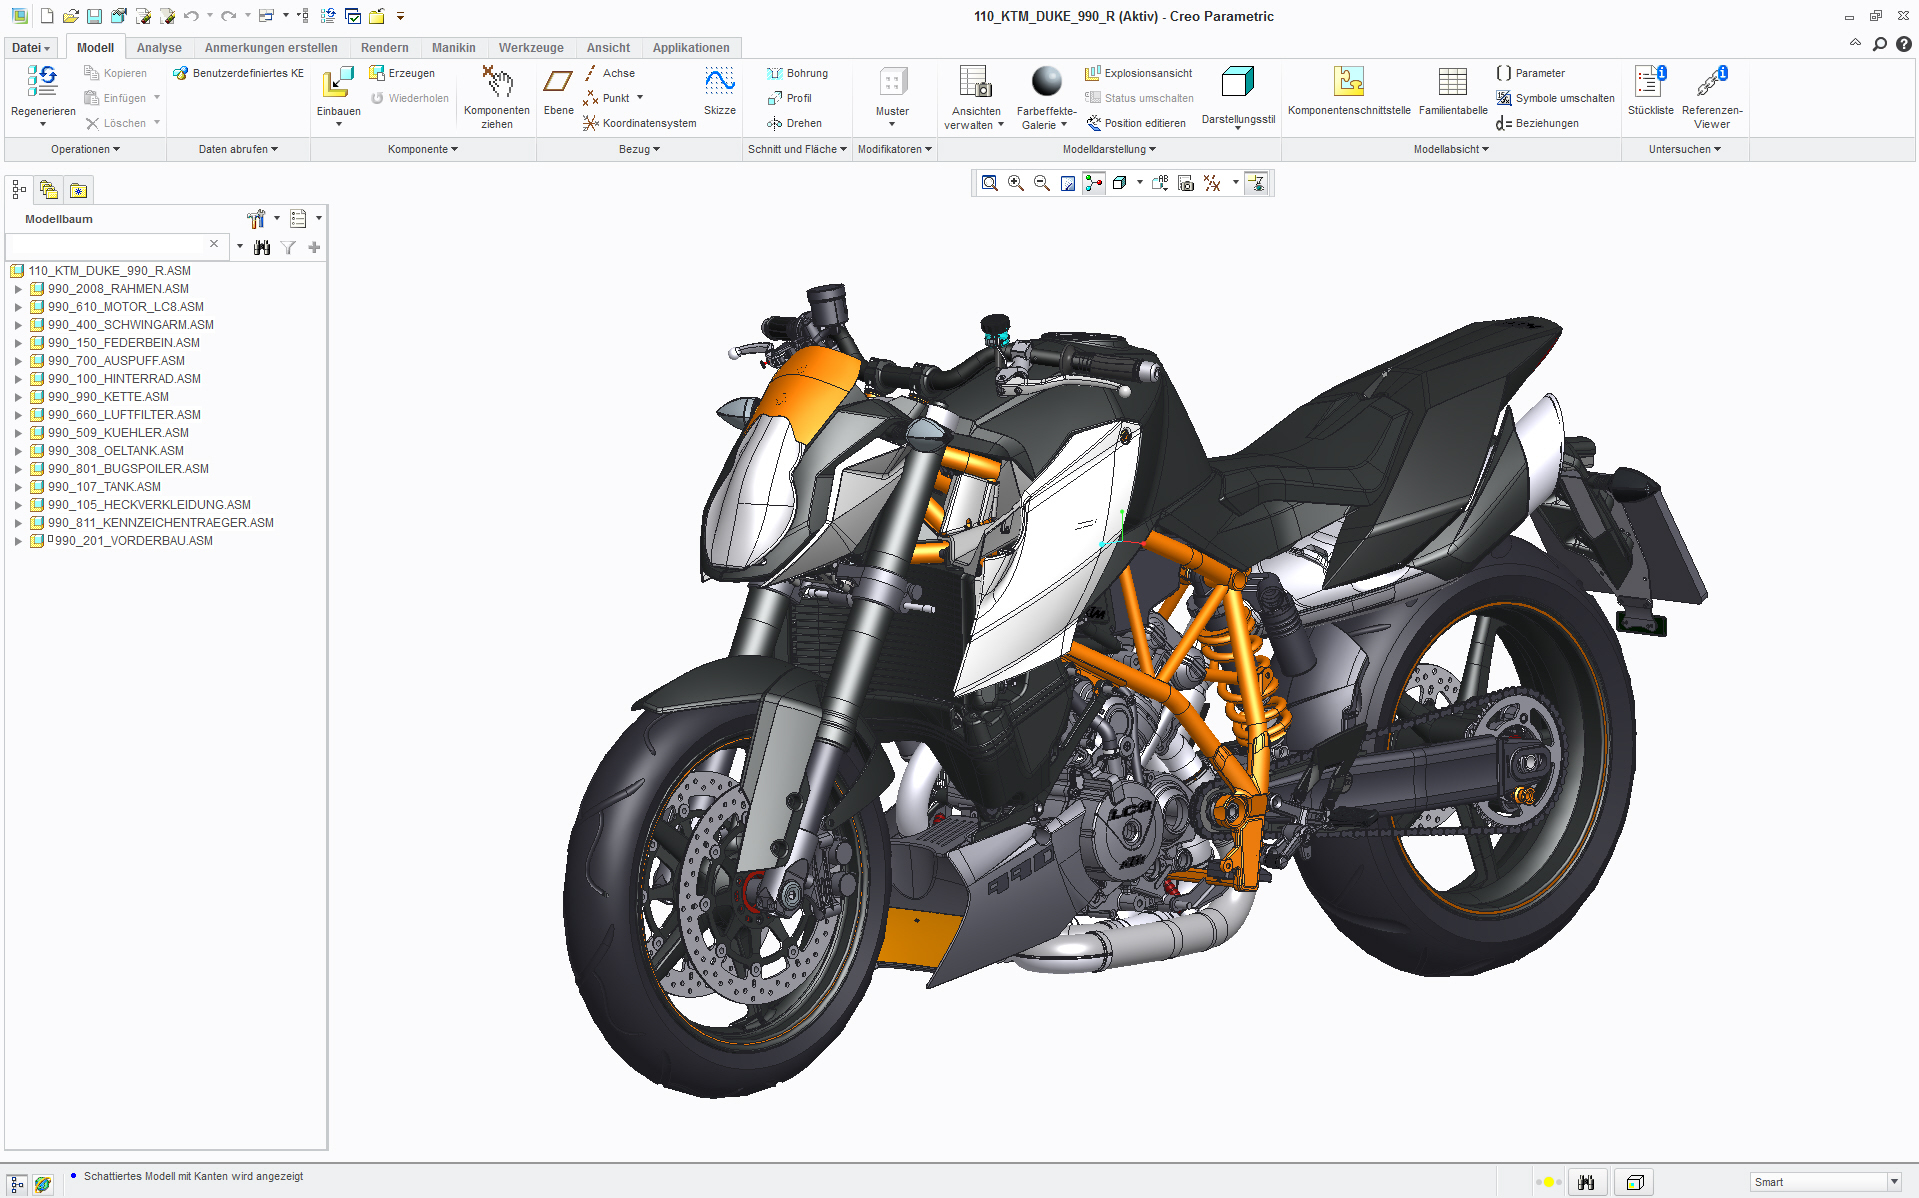 110_KTM_DUKE_990_R (Aktiv) - Creo Parametric
Datei
Modell
Analyse
Anmerkungen erstellen
Rendern
Manikin
Werkzeuge
Ansicht
Applikationen
Regenerieren
Kopieren
Einfügen
Löschen
Operationen
Benutzerdefiniertes KE
Daten abrufen
Einbauen
Erzeugen
Wiederholen
Komponenten
ziehen
Komponente
Ebene
Achse
Punkt
Koordinatensystem
Skizze
Bezug
Bohrung
Profil
Drehen
Schnitt und Fläche
Muster
Modifikatoren
Ansichten
verwalten
Farbeffekte-
Galerie
Explosionsansicht
Status umschalten
Position editieren
Darstellungsstil
Modelldarstellung
Komponentenschnittstelle
Familientabelle
Parameter
Symbole umschalten
d= Beziehungen
Modellabsicht
Stückliste
Referenzen-
Viewer
Untersuchen
Modellbaum
110_KTM_DUKE_990_R.ASM
990_2008_RAHMEN.ASM
990_610_MOTOR_LC8.ASM
990_400_SCHWINGARM.ASM
990_150_FEDERBEIN.ASM
990_700_AUSPUFF.ASM
990_100_HINTERRAD.ASM
990_990_KETTE.ASM
990_660_LUFTFILTER.ASM
990_509_KUEHLER.ASM
990_308_OELTANK.ASM
990_801_BUGSPOILER.ASM
990_107_TANK.ASM
990_105_HECKVERKLEIDUNG.ASM
990_811_KENNZEICHENTRAEGER.ASM
990_201_VORDERBAU.ASM
KTM
LC8
KTM
990
Schattiertes Modell mit Kanten wird angezeigt
Smart